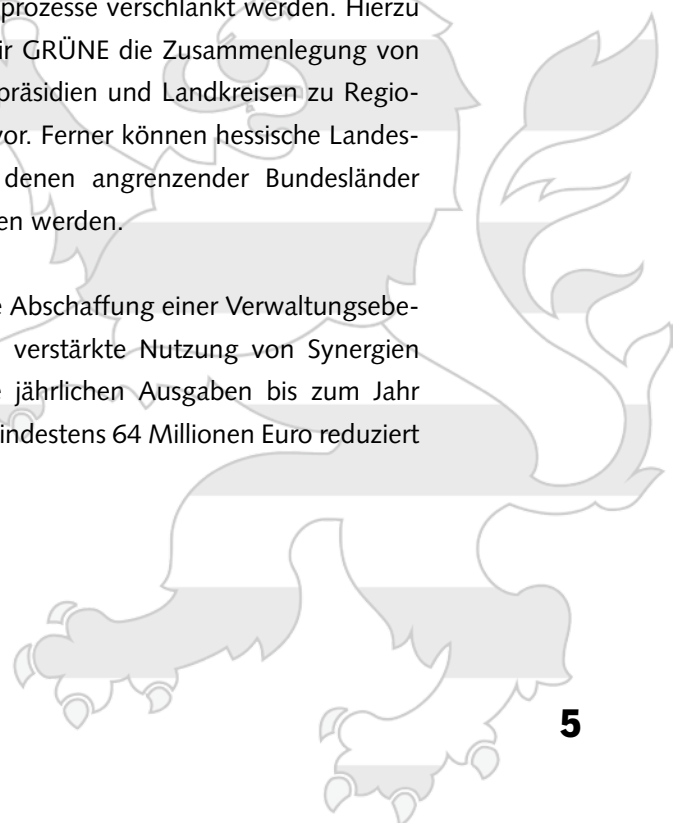 prozesse verschlankt werden. Hierzu
ir GRÜNE die Zusammenlegung von
präsidien und Landkreisen zu Regio-
vor. Ferner können hessische Landes-
denen angrenzender Bundesländer
en werden.
e Abschaffung einer Verwaltungsebe-
verstärkte Nutzung von Synergien
e jährlichen Ausgaben bis zum Jahr
indestens 64 Millionen Euro reduziert
5